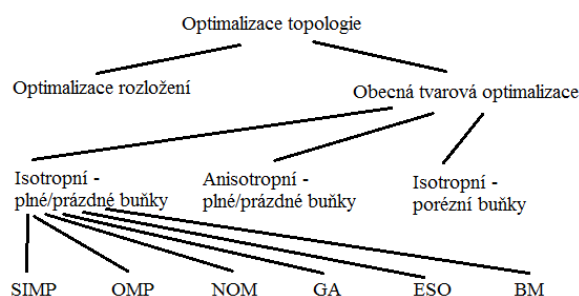 Optimalizace topologie
Optimalizace rozložení
Obecná tvarová optimalizace
Isotropní -
plné/prázdné buňky
Anisotropní -
plné/prázdné buňky
Isotropní -
porézní buňky
SIMP
OMP
NOM
GA
ESO
BM